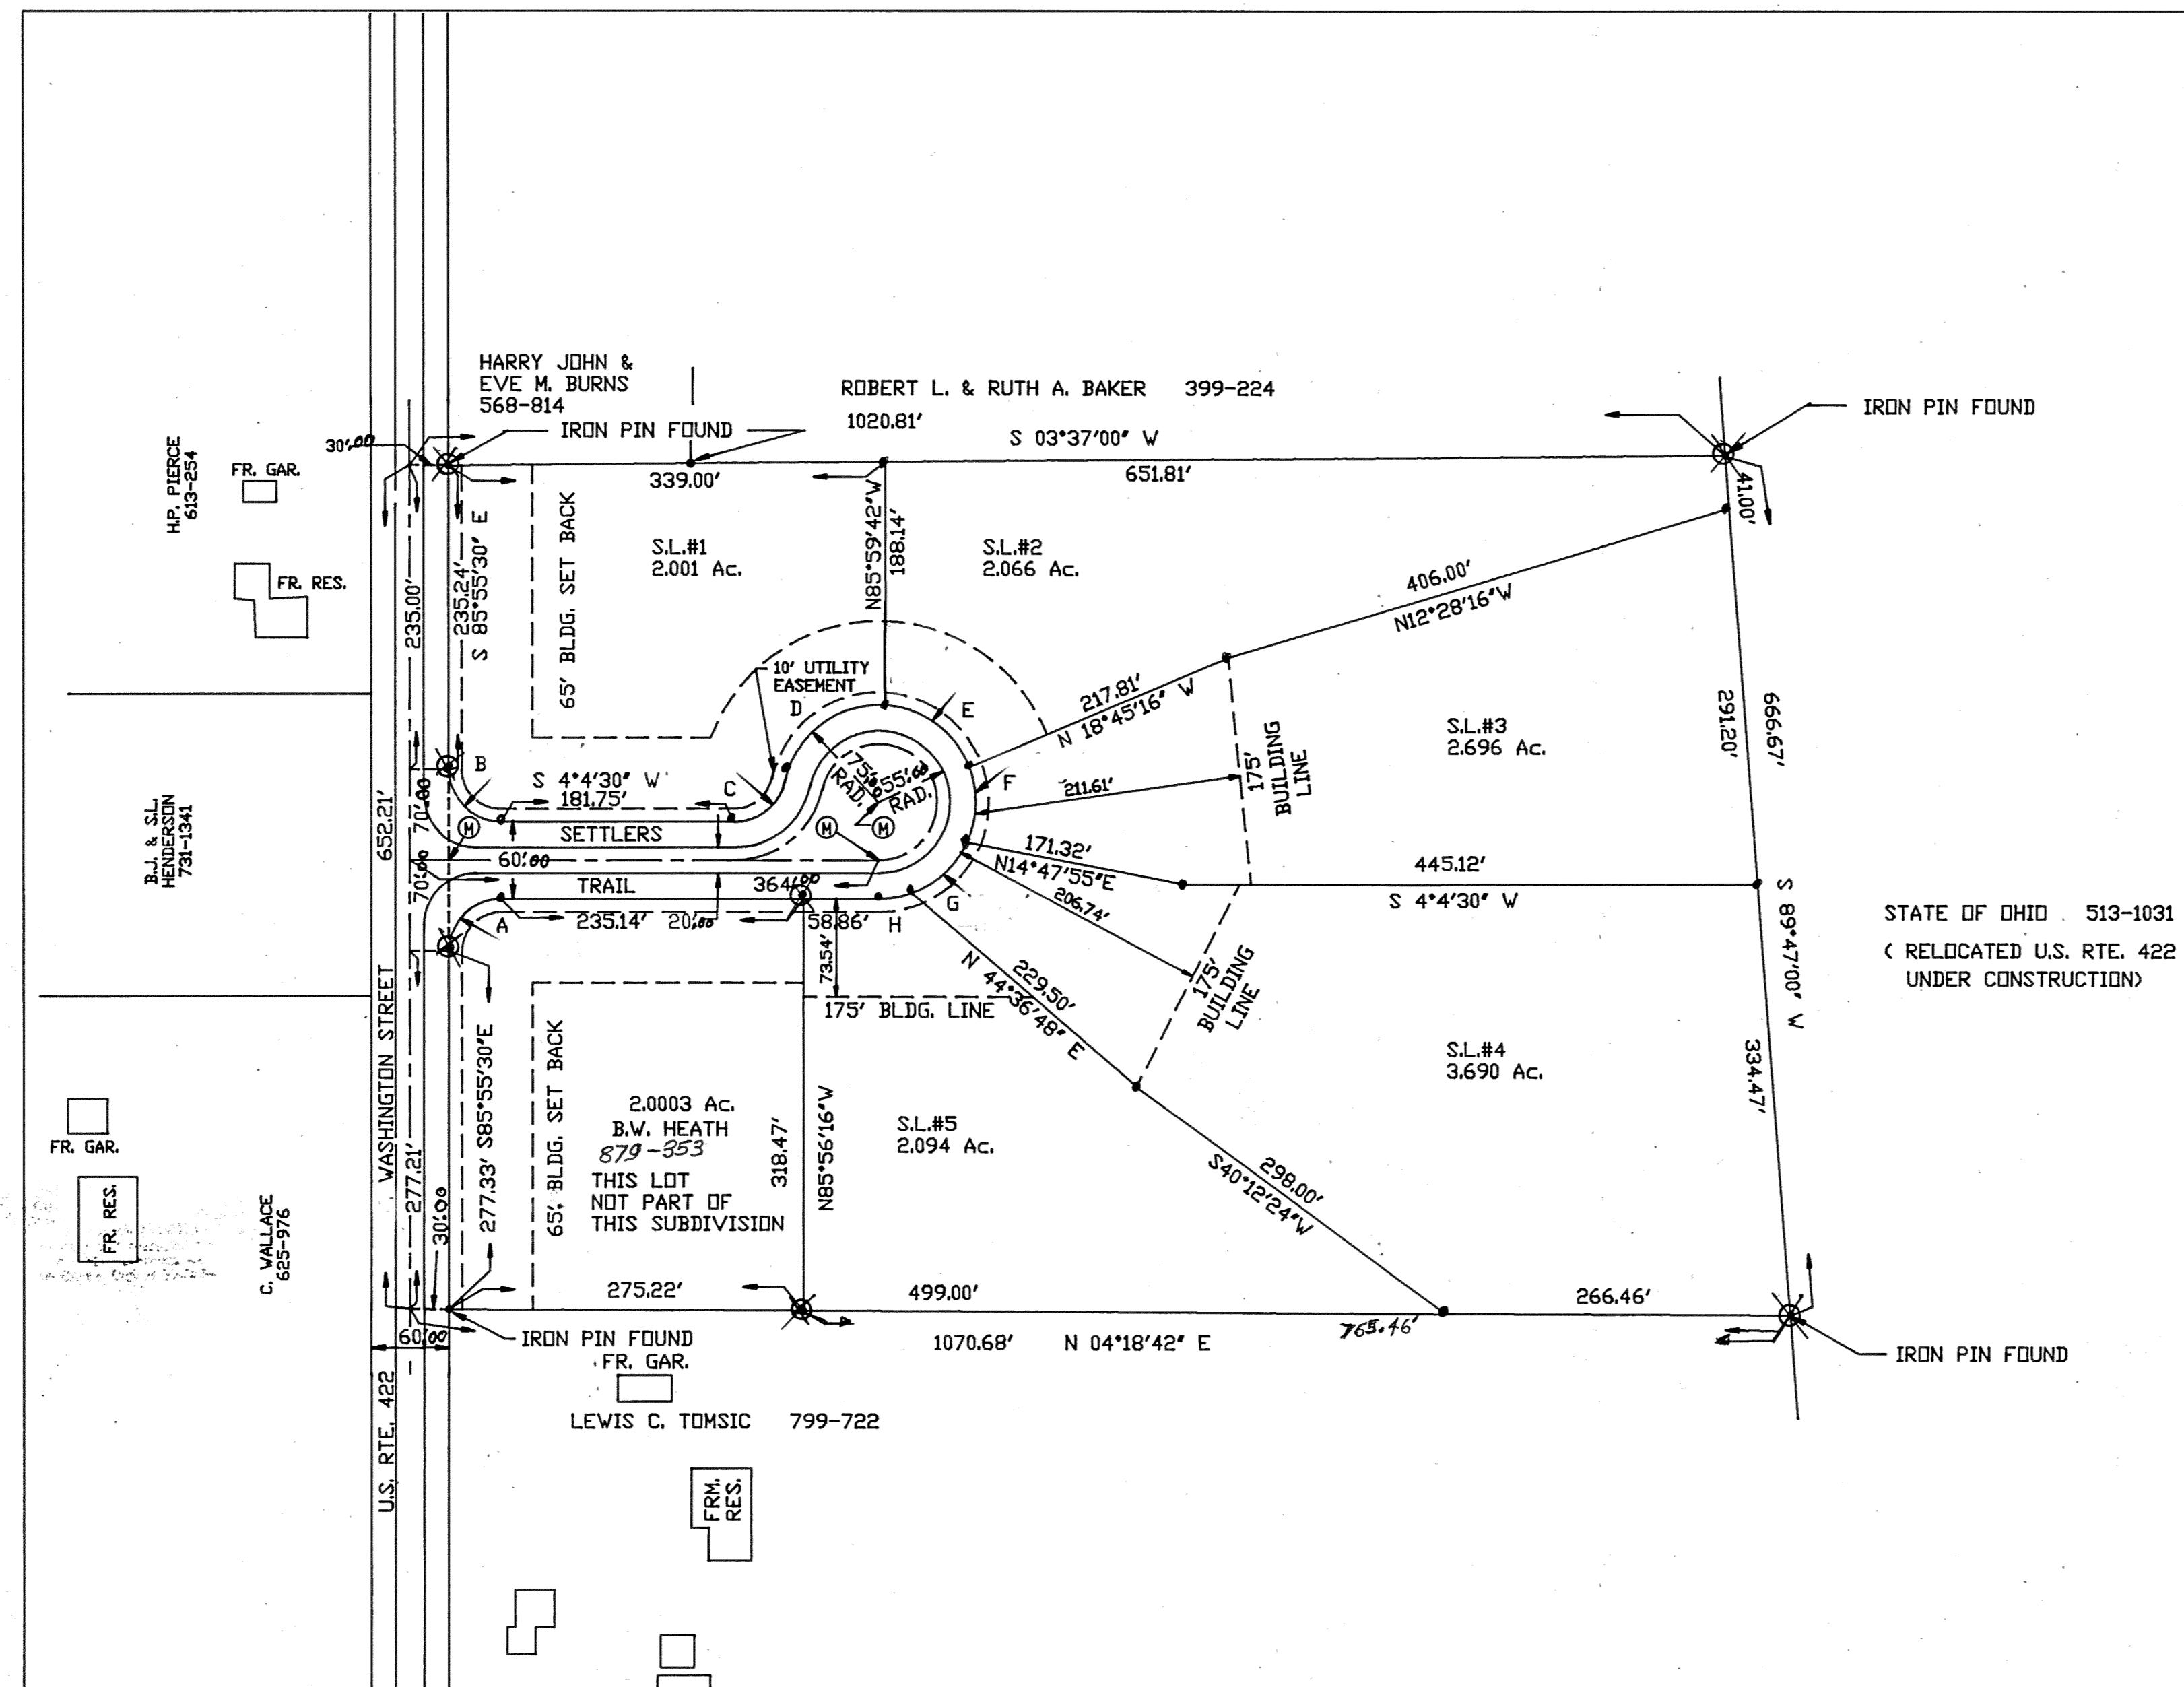 HARRY JOHN &
EVE M. BURNS
568-814
ROBERT L. & RUTH A. BAKER 399-224
1020.81'
S 03°37'00" W
IRON PIN FOUND
IRON PIN FOUND
30'.00
339.00'
651.81'
41.00'
H.P. PIERCE
613-254
FR. GAR.
FR. RES.
235.00'
235.24'
S 85°55'30" E
65' BLDG. SET BACK
S.L.#1
2.001 Ac.
N85°59'42"W
188.14'
S.L.#2
2.066 Ac.
406.00'
N12°28'16"W
10' UTILITY
EASEMENT
217.81'
N 18°45'16" W
S.L.#3
2.696 Ac.
291.20'
666.67'
B
S 4°4'30" W
181.75'
C
D
E
F
75'.00
RAD.
55'.00
RAD.
211.61'
175'
BUILDING
LINE
B.J. & S.L.
HENDERSON
731-1341
652.21'
70'.00
70'.00
M
M
M
SETTLERS
60'.00
TRAIL
364'.00
171.32'
N14°47'55"E
445.12'
S 4°4'30" W
S 89°47'00" W
STATE OF OHIO 513-1031
( RELOCATED U.S. RTE. 422
UNDER CONSTRUCTION)
A
235.14'
20'.00
58.86'
H
G
206.74'
73.54'
175' BLDG. LINE
229.50'
N 44°36'48" E
175'
BUILDING
LINE
WASHINGTON STREET
277.21'
277.33' S85°55'30"E
30'.00
65' BLDG. SET BACK
2.0003 Ac.
B.W. HEATH
879-353
THIS LOT
NOT PART OF
THIS SUBDIVISION
318.47'
N85°56'16"W
S.L.#5
2.094 Ac.
S.L.#4
3.690 Ac.
334.47'
298.00'
S40°12'24"W
FR. GAR.
FR. RES.
C. WALLACE
625-976
275.22'
499.00'
266.46'
60'.00
IRON PIN FOUND
1070.68' N 04°18'42" E
765.46'
IRON PIN FOUND
FR. GAR.
U.S. RTE. 422
LEWIS C. TOMSIC 799-722
FRM.
RES.